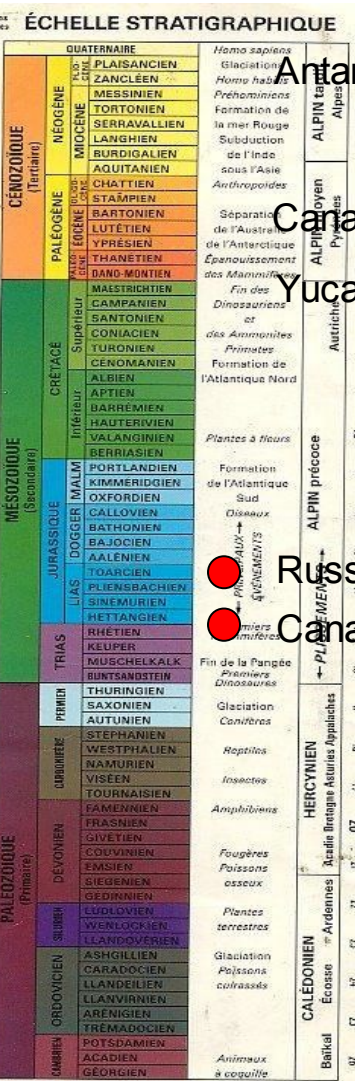 ÉCHELLE STRATIGRAPHIQUE
QUATERNAIRE Homo sapiens
CÉNOZOÏQUE
(Tertiaire)
NÉOGÈNE
MIOCÈNE
PLAISANCIEN Glaciation
ZANCLÉEN Homo habilis
MESSINIEN Préhominiens
TORTONIEN Formation de
SERRAVALLIEN la mer Rouge
LANGHIEN Subduction
BURDIGALIEN de l'Inde
AQUITANIEN sous l'Asie
PALÉOGÈNE
ÉOCÈNE
CHATTIEN Anthropoïdes
STAMPIEN
BARTONIEN Séparation
LUTÉTIEN de l'Australie
YPRÉSIEN de l'Antarctique
THANÉTIEN Épanouissement
DANO-MONTIEN des Mammifères
MÉSOZOÏQUE
(Secondaire)
CRÉTACÉ
Supérieur
MAESTRICHTIEN Fin des
CAMPANIEN Dinosauriens
SANTONIEN et
CONIACIEN des Ammonites
TURONIEN Primates
CÉNOMANIEN Formation de
Inférieur
ALBIEN l'Atlantique Nord
APTIEN
BARRÉMIEN
HAUTERIVIEN
VALANGINIEN Plantes à fleurs
BERRIASIEN
JURASSIQUE
MALM
PORTLANDIEN Formation
KIMMÉRIDGIEN de l'Atlantique
OXFORDIEN Sud
DOGGER
CALLOVIEN Oiseaux
BATHONIEN
BAJOCIEN
AALÉNIEN
LIAS
TOARCIEN
PLIENSBACHIEN
SINÉMURIEN
HETTANGIEN
ÉVÉNEMENTS
TRIAS
RHÉTIEN
KEUPER
MUSCHELKALK Fin de la Pangée
BUNTSANDSTEIN Premiers
Dinosaures
PALÉOZOÏQUE
(Primaire)
PERMIEN
THURINGIEN
SAXONIEN Glaciation
AUTUNIEN Conifères
CARBONIFÈRE
STÉPHANIEN
WESTPHALIEN Reptiles
NAMURIEN
VISÉEN Insectes
TOURNAISIEN
DÉVONIEN
FAMENNIEN Amphibiens
FRASNIEN
GIVÉTIEN
COUVINIEN Fougères
EMSIEN Poissons
SIEGENIEN osseux
GEDINNIEN
SILURIEN
LUDLOVIEN Plantes
WENLOCKIEN terrestres
LLANDOVÉRIEN
ORDOVICIEN
ASHGILLIEN Glaciation
CARADOCIEN Poissons
LLANDEILIEN cuirassés
LLANVIRNIEN
ARÉNIGIEN
TRÉMADOCIEN
CAMBRIEN
POTSDAMIEN
ACADIEN Animaux
GÉORGIEN à coquille
ALPIN
Alpes
ALPIN
Pyrénées
Autriche
ALPIN précoce
PLISSEMENTS
HERCYNIEN
Acadie Bretagne Asturies Appalaches
CALÉDONIEN
Écosse Ardennes
Baïkal
Yuca
Russ
Cana
Cana